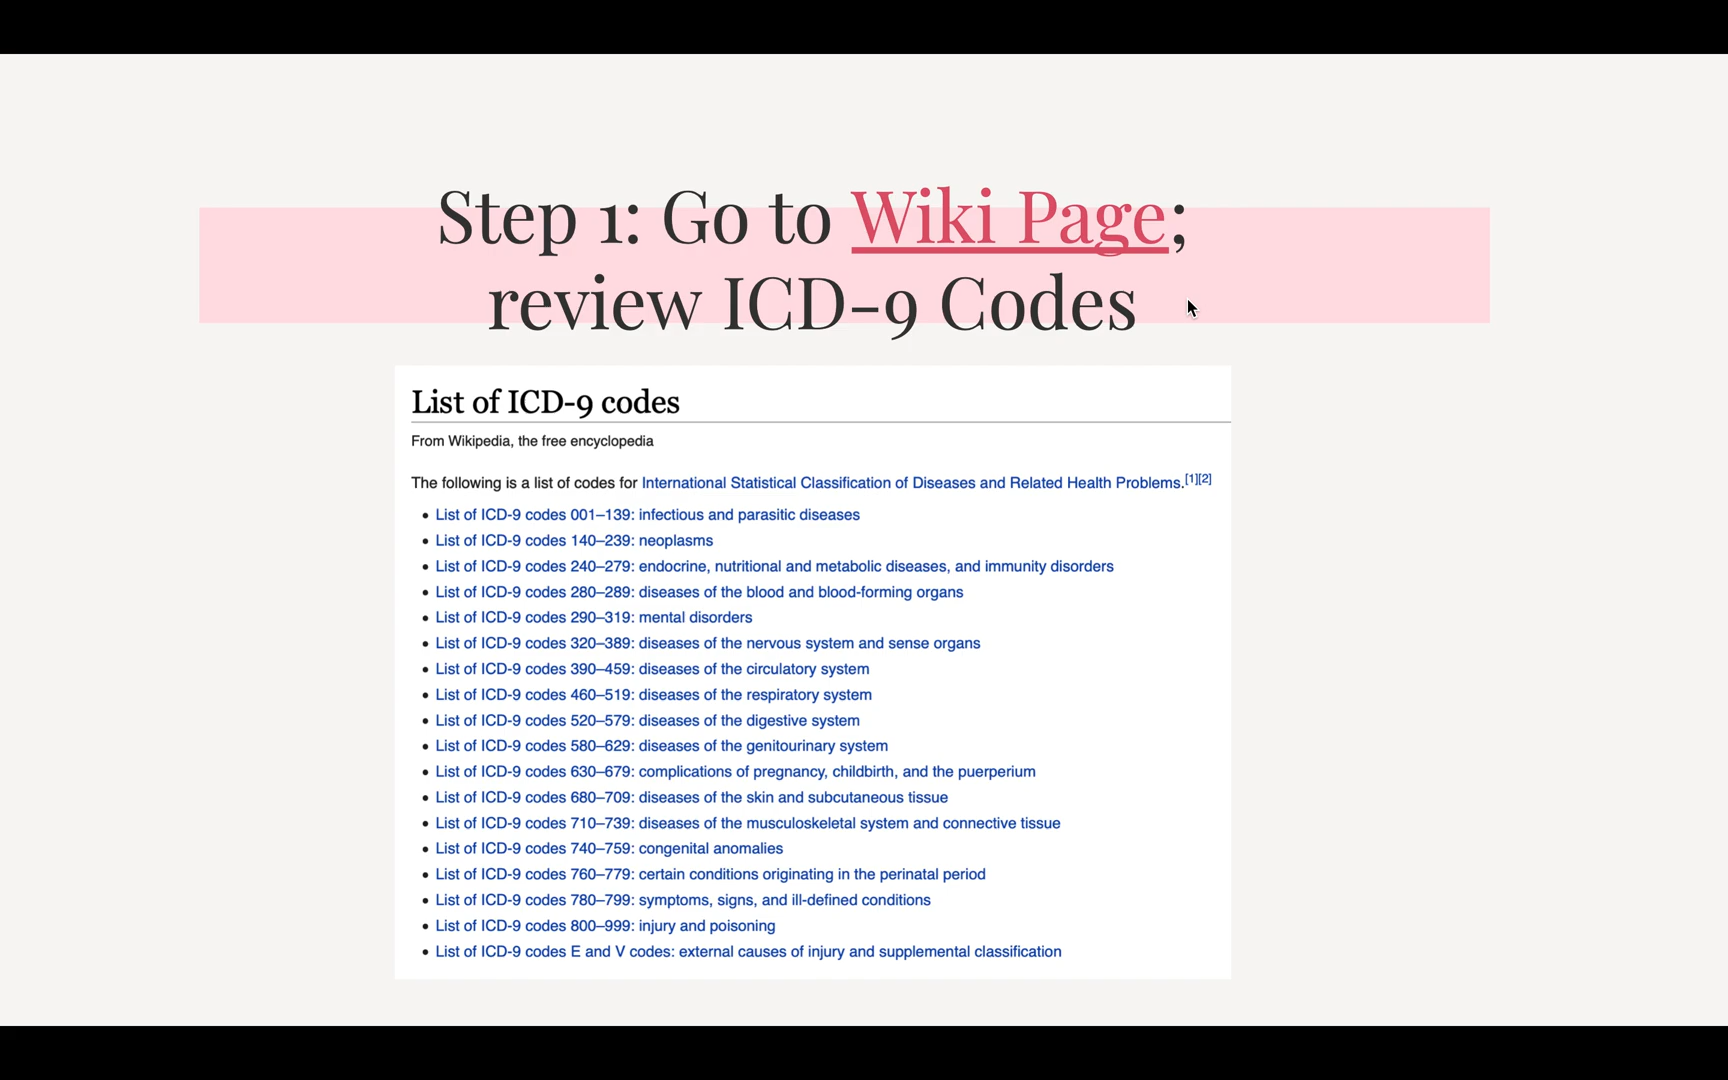 Step 1: Go to Wiki Page;
review ICD-9 Codes
List of ICD-9 codes
From Wikipedia, the free encyclopedia
The following is a list of codes for International Statistical Classification of Diseases and Related Health Problems.[1][2]
• List of ICD-9 codes 001–139: infectious and parasitic diseases
• List of ICD-9 codes 140–239: neoplasms
• List of ICD-9 codes 240–279: endocrine, nutritional and metabolic diseases, and immunity disorders
• List of ICD-9 codes 280–289: diseases of the blood and blood-forming organs
• List of ICD-9 codes 290–319: mental disorders
• List of ICD-9 codes 320–389: diseases of the nervous system and sense organs
• List of ICD-9 codes 390–459: diseases of the circulatory system
• List of ICD-9 codes 460–519: diseases of the respiratory system
• List of ICD-9 codes 520–579: diseases of the digestive system
• List of ICD-9 codes 580–629: diseases of the genitourinary system
• List of ICD-9 codes 630–679: complications of pregnancy, childbirth, and the puerperium
• List of ICD-9 codes 680–709: diseases of the skin and subcutaneous tissue
• List of ICD-9 codes 710–739: diseases of the musculoskeletal system and connective tissue
• List of ICD-9 codes 740–759: congenital anomalies
• List of ICD-9 codes 760–779: certain conditions originating in the perinatal period
• List of ICD-9 codes 780–799: symptoms, signs, and ill-defined conditions
• List of ICD-9 codes 800–999: injury and poisoning
• List of ICD-9 codes E and V codes: external causes of injury and supplemental classification